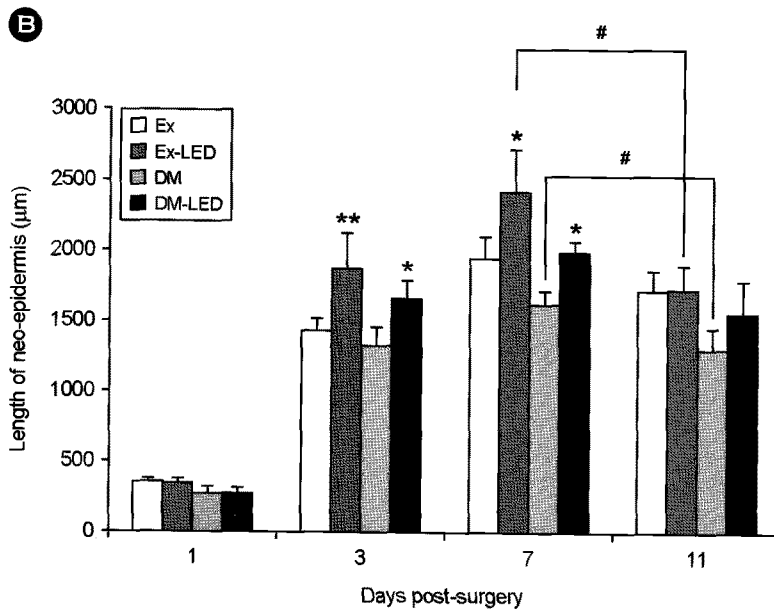 B
#
#
3000
2500
2000
1500
1000
500
0
Length of neo-epidermis (μm)
Ex
Ex-LED
DM
DM-LED
**
*
*
*
1
3
7
11
Days post-surgery